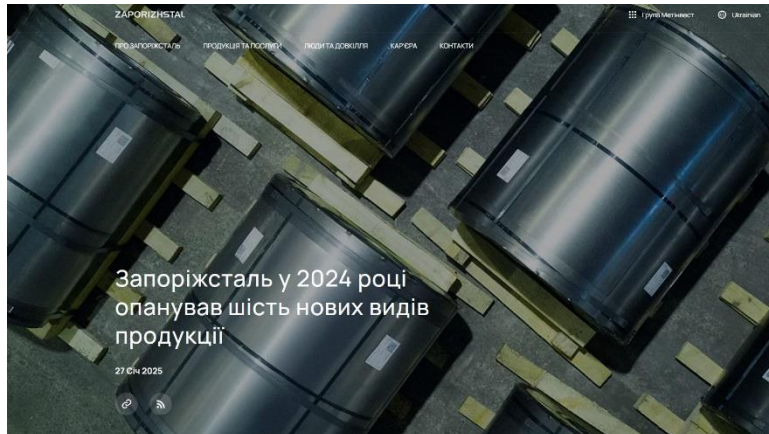 ZAPORIZHSTAL
Група Метінвест
Ukrainian
ПРО ЗАПОРІЖСТАЛЬ
ПРОДУКЦІЯ ТА ПОСЛУГИ
ЛЮДИ ТА ДОВКІЛЛЯ
КАР'ЄРА
КОНТАКТИ
Запоріжсталь у 2024 році
опанував шість нових видів
продукції
27 Січ 2025